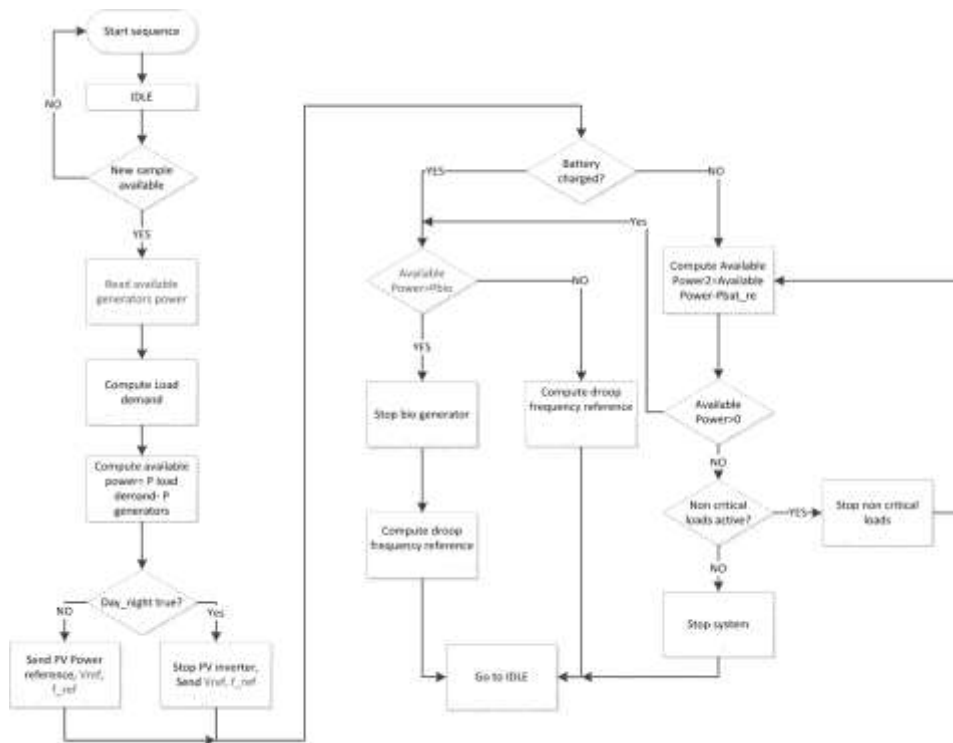 Start sequence
IDLE
NO
New sample
available
YES
Read available
generators power
Compute Load
demand
Compute available
power= P load
demand- P
generators
Day_night true?
NO
Yes
Send PV Power
reference, Vref,
f_ref
Stop PV inverter,
Send Vref, f_ref
Battery
charged?
YES
NO
Yes
Available
Power>=Pbio
NO
YES
Stop bio generator
Compute droop
frequency reference
Compute droop
frequency reference
Compute Available
Power2=Available
Power-Pbat_re
Available
Power>0
NO
Non critical
loads active?
YES
Stop non critical
loads
NO
Stop system
Go to IDLE